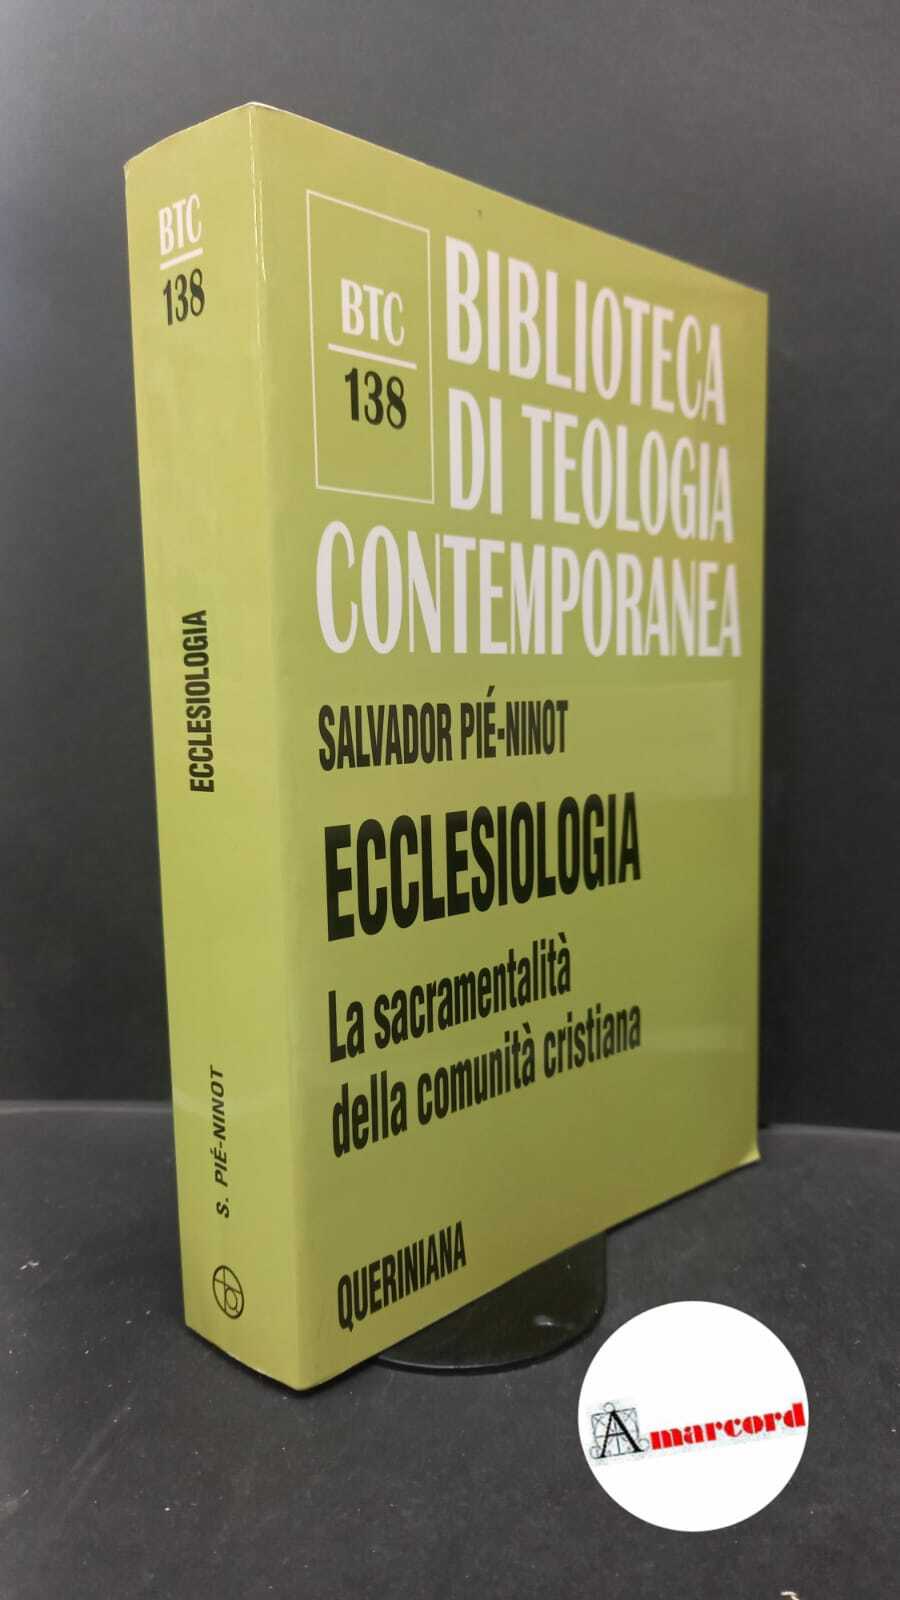 BTC
138
ECCLESIOLOGIA
S. PIÉ-NINOT
BTC
138
BIBLIOTECA
DI TEOLOGIA
CONTEMPORANEA
SALVADOR PIÉ-NINOT
ECCLESIOLOGIA
La sacramentalità
della comunità cristiana
QUERINIANA
Amarcord